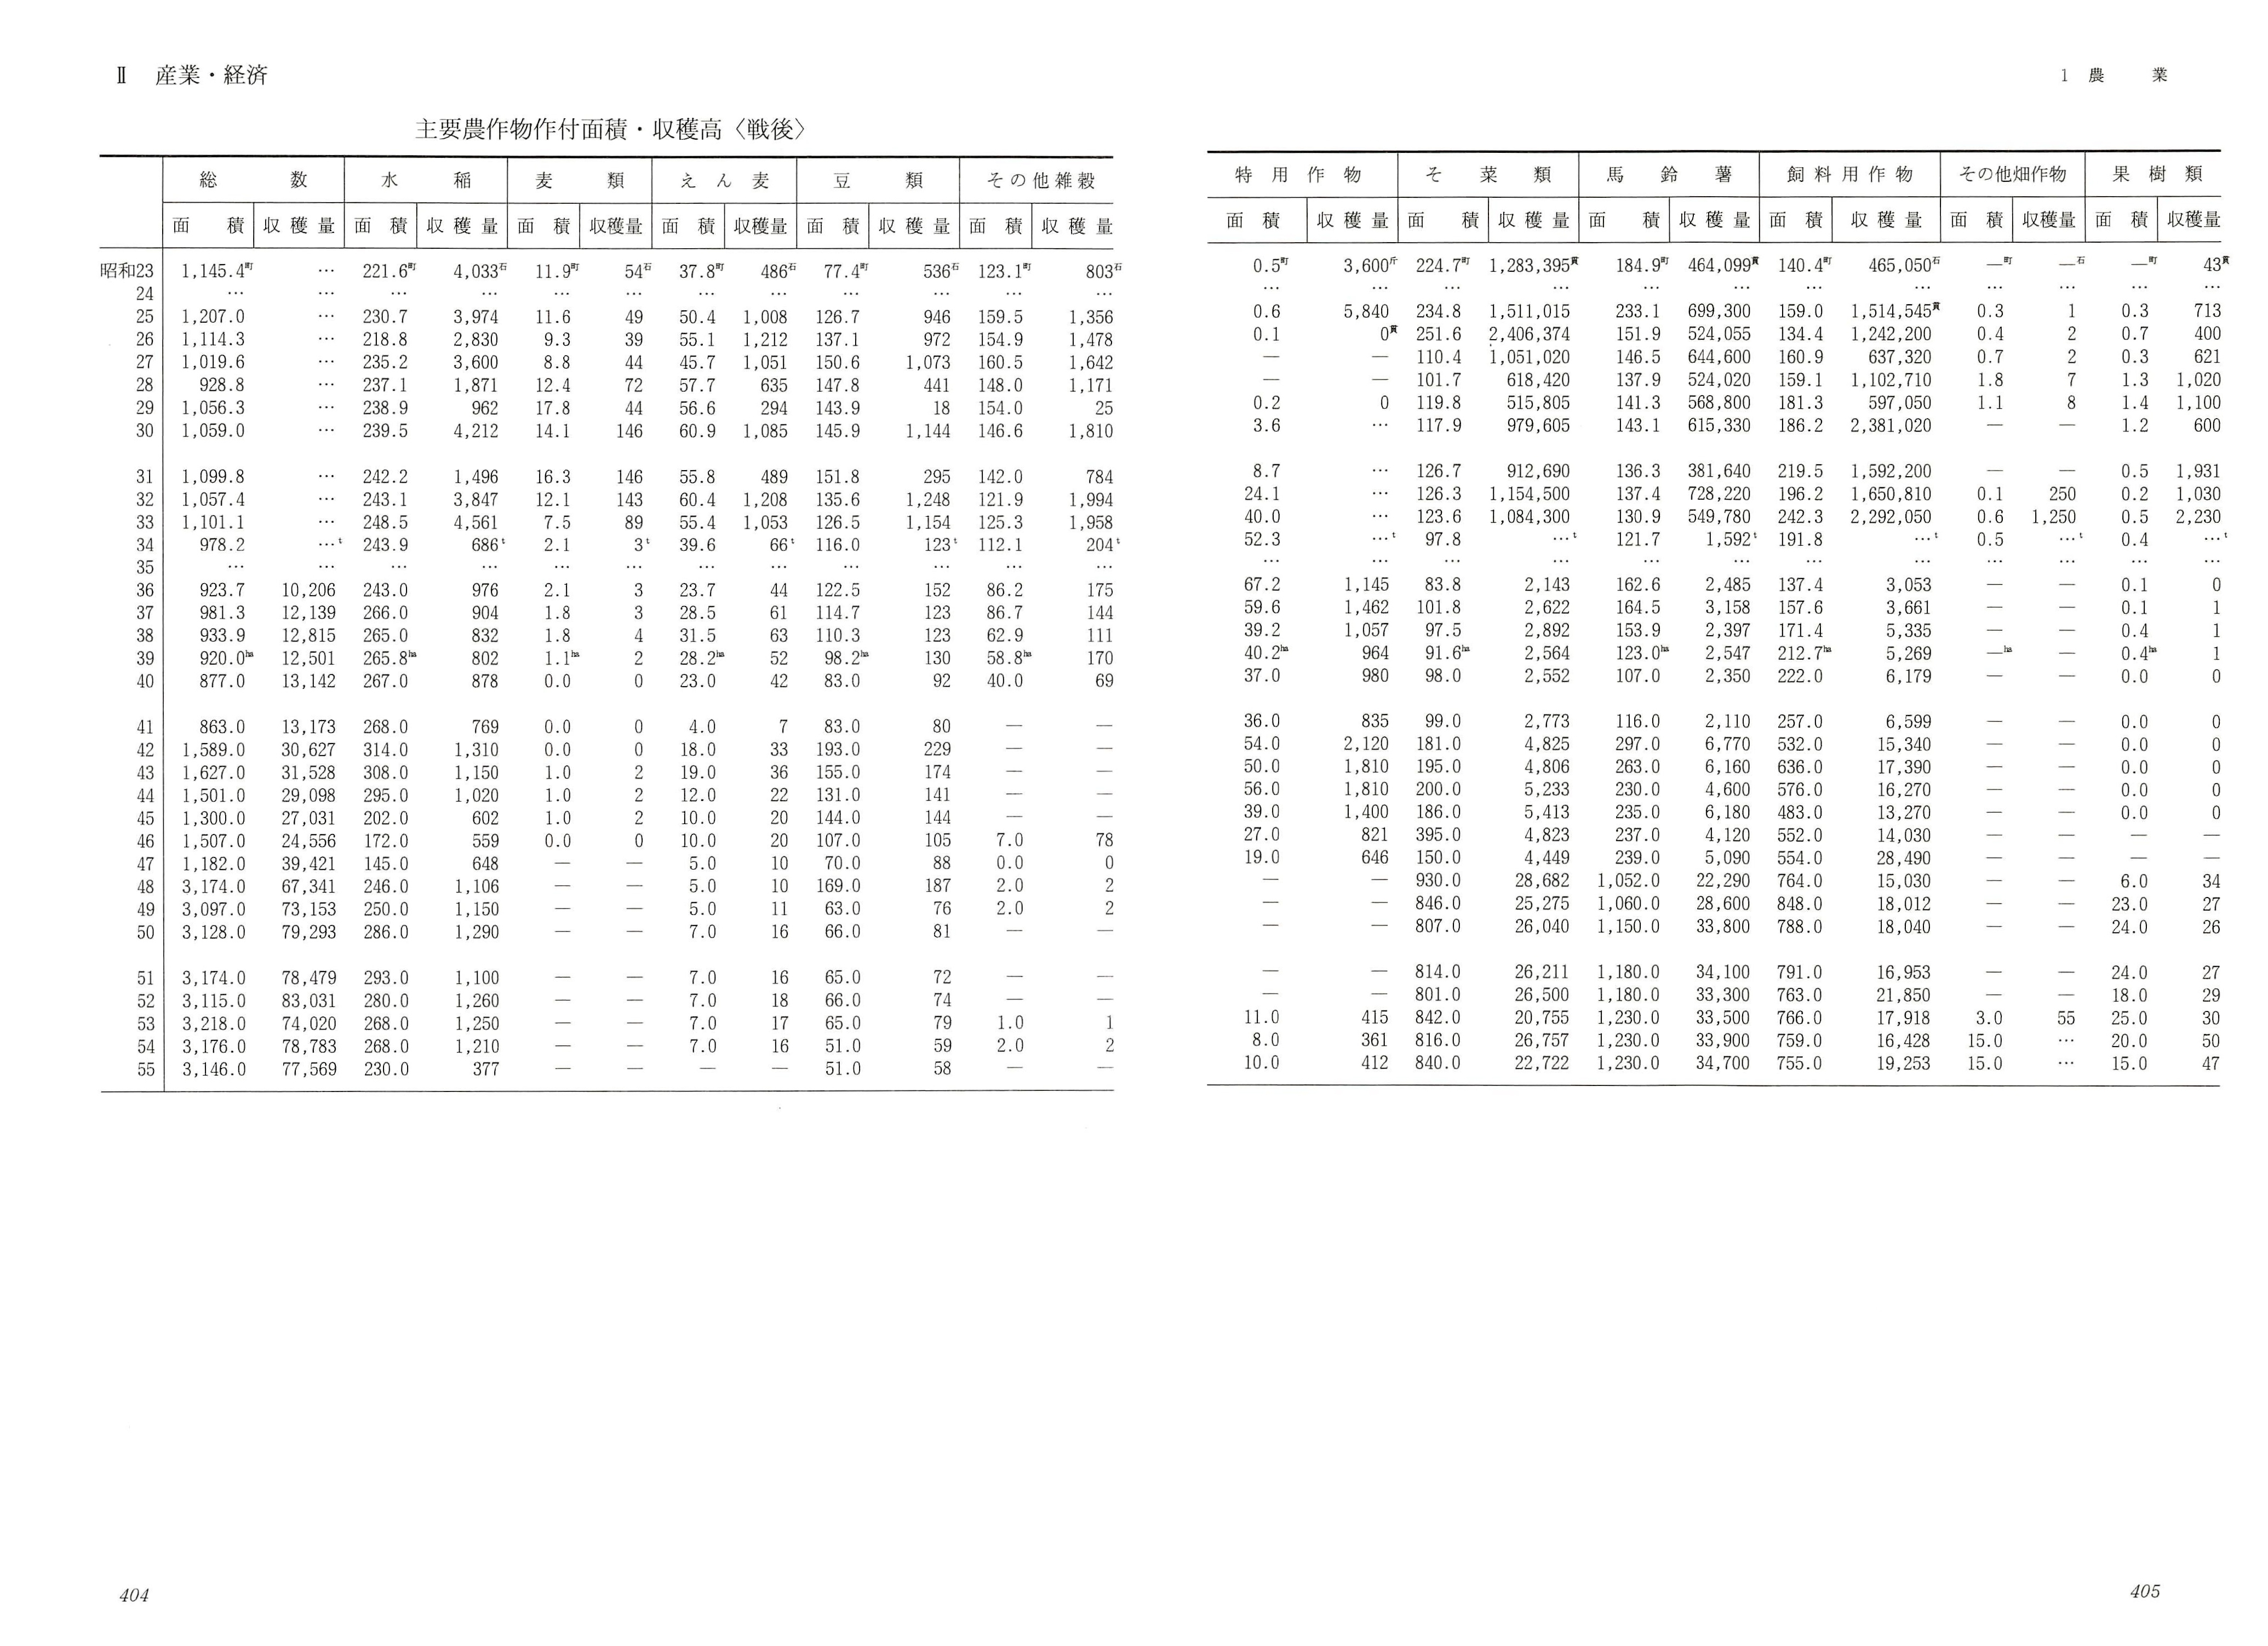 Ⅱ 産業・経済
主要農作物作付面積・収穫高〈戦後〉
総数 水稲 麦類 えん麦 豆類 その他雑穀
面積 収穫量 面積 収穫量 面積 収穫量 面積 収穫量 面積 収穫量 面積 収穫量
昭和23 1,145.4町 … 221.6町 4,033石 11.9町 54石 37.8町 486石 77.4町 536石 123.1町 803石
24 … … … … … … … … … … … …
25 1,207.0 … 230.7 3,974 11.6 49 50.4 1,008 126.7 946 159.5 1,356
26 1,114.3 … 218.8 2,830 9.3 39 55.1 1,212 137.1 972 154.9 1,478
27 1,019.6 … 235.2 3,600 8.8 44 45.7 1,051 150.6 1,073 160.5 1,642
28 928.8 … 237.1 1,871 12.4 72 57.7 635 147.8 441 148.0 1,171
29 1,056.3 … 238.9 962 17.8 44 56.6 294 143.9 18 154.0 25
30 1,059.0 … 239.5 4,212 14.1 146 60.9 1,085 145.9 1,144 146.6 1,810
31 1,099.8 … 242.2 1,496 16.3 146 55.8 489 151.8 295 142.0 784
32 1,057.4 … 243.1 3,847 12.1 143 60.4 1,208 135.6 1,248 121.9 1,994
33 1,101.1 … 248.5 4,561 7.5 89 55.4 1,053 126.5 1,154 125.3 1,958
34 978.2 …t 243.9 686t 2.1 3t 39.6 66t 116.0 123t 112.1 204t
35 … … … … … … … … … … … …
36 923.7 10,206 243.0 976 2.1 3 23.7 44 122.5 152 86.2 175
37 981.3 12,139 266.0 904 1.8 3 28.5 61 114.7 123 86.7 144
38 933.9 12,815 265.0 832 1.8 4 31.5 63 110.3 123 62.9 111
39 920.0ha 12,501 265.8ha 802 1.1ha 2 28.2ha 52 98.2ha 130 58.8ha 170
40 877.0 13,142 267.0 878 0.0 0 23.0 42 83.0 92 40.0 69
41 863.0 13,173 268.0 769 0.0 0 4.0 7 83.0 80 — —
42 1,589.0 30,627 314.0 1,310 0.0 0 18.0 33 193.0 229 — —
43 1,627.0 31,528 308.0 1,150 1.0 2 19.0 36 155.0 174 — —
44 1,501.0 29,098 295.0 1,020 1.0 2 12.0 22 131.0 141 — —
45 1,300.0 27,031 202.0 602 1.0 2 10.0 20 144.0 144 — —
46 1,507.0 24,556 172.0 559 0.0 0 10.0 20 107.0 105 7.0 78
47 1,182.0 39,421 145.0 648 — — 5.0 10 70.0 88 0.0 0
48 3,174.0 67,341 246.0 1,106 — — 5.0 10 169.0 187 2.0 2
49 3,097.0 73,153 250.0 1,150 — — 5.0 11 63.0 76 2.0 2
50 3,128.0 79,293 286.0 1,290 — — 7.0 16 66.0 81 — —
51 3,174.0 78,479 293.0 1,100 — — 7.0 16 65.0 72 — —
52 3,115.0 83,031 280.0 1,260 — — 7.0 18 66.0 74 — —
53 3,218.0 74,020 268.0 1,250 — — 7.0 17 65.0 79 1.0 1
54 3,176.0 78,783 268.0 1,210 — — 7.0 16 51.0 59 2.0 2
55 3,146.0 77,569 230.0 377 — — — — 51.0 58 — —
404
1 農業
特用作物 そ菜類 馬鈴薯 飼料用作物 その他畑作物 果樹類
面積 収穫量 面積 収穫量 面積 収穫量 面積 収穫量 面積 収穫量 面積 収穫量
0.5町 3,600斤 224.7町 1,283,395貫 184.9町 464,099貫 140.4町 465,050石 —町 —石 —町 43貫
… … … … … … … … … … … …
0.6 5,840 234.8 1,511,015 233.1 699,300 159.0 1,514,545貫 0.3 1 0.3 713
0.1 0貫 251.6 2,406,374 151.9 524,055 134.4 1,242,200 0.4 2 0.7 400
— — 110.4 1,051,020 146.5 644,600 160.9 637,320 0.7 2 0.3 621
— — 101.7 618,420 137.9 524,020 159.1 1,102,710 1.8 7 1.3 1,020
0.2 0 119.8 515,805 141.3 568,800 181.3 597,050 1.1 8 1.4 1,100
3.6 … 117.9 979,605 143.1 615,330 186.2 2,381,020 — — 1.2 600
8.7 … 126.7 912,690 136.3 381,640 219.5 1,592,200 — — 0.5 1,931
24.1 … 126.3 1,154,500 137.4 728,220 196.2 1,650,810 0.1 250 0.2 1,030
40.0 … 123.6 1,084,300 130.9 549,780 242.3 2,292,050 0.6 1,250 0.5 2,230
52.3 …t 97.8 …t 121.7 1,592t 191.8 …t 0.5 …t 0.4 …t
… … … … … … … … … … … …
67.2 1,145 83.8 2,143 162.6 2,485 137.4 3,053 — — 0.1 0
59.6 1,462 101.8 2,622 164.5 3,158 157.6 3,661 — — 0.1 1
39.2 1,057 97.5 2,892 153.9 2,397 171.4 5,335 — — 0.4 1
40.2ha 964 91.6ha 2,564 123.0ha 2,547 212.7ha 5,269 —ha — 0.4ha 1
37.0 980 98.0 2,552 107.0 2,350 222.0 6,179 — — 0.0 0
36.0 835 99.0 2,773 116.0 2,110 257.0 6,599 — — 0.0 0
54.0 2,120 181.0 4,825 297.0 6,770 532.0 15,340 — — 0.0 0
50.0 1,810 195.0 4,806 263.0 6,160 636.0 17,390 — — 0.0 0
56.0 1,810 200.0 5,233 230.0 4,600 576.0 16,270 — — 0.0 0
39.0 1,400 186.0 5,413 235.0 6,180 483.0 13,270 — — 0.0 0
27.0 821 395.0 4,823 237.0 4,120 552.0 14,030 — — — —
19.0 646 150.0 4,449 239.0 5,090 554.0 28,490 — — — —
— — 930.0 28,682 1,052.0 22,290 764.0 15,030 — — 6.0 34
— — 846.0 25,275 1,060.0 28,600 848.0 18,012 — — 23.0 27
— — 807.0 26,040 1,150.0 33,800 788.0 18,040 — — 24.0 26
— — 814.0 26,211 1,180.0 34,100 791.0 16,953 — — 24.0 27
— — 801.0 26,500 1,180.0 33,300 763.0 21,850 — — 18.0 29
11.0 415 842.0 20,755 1,230.0 33,500 766.0 17,918 3.0 55 25.0 30
8.0 361 816.0 26,757 1,230.0 33,900 759.0 16,428 15.0 … 20.0 50
10.0 412 840.0 22,722 1,230.0 34,700 755.0 19,253 15.0 … 15.0 47
405